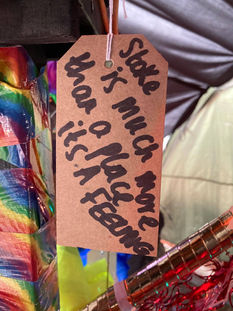 Stoke
is much more
than a place
it's A FEELING